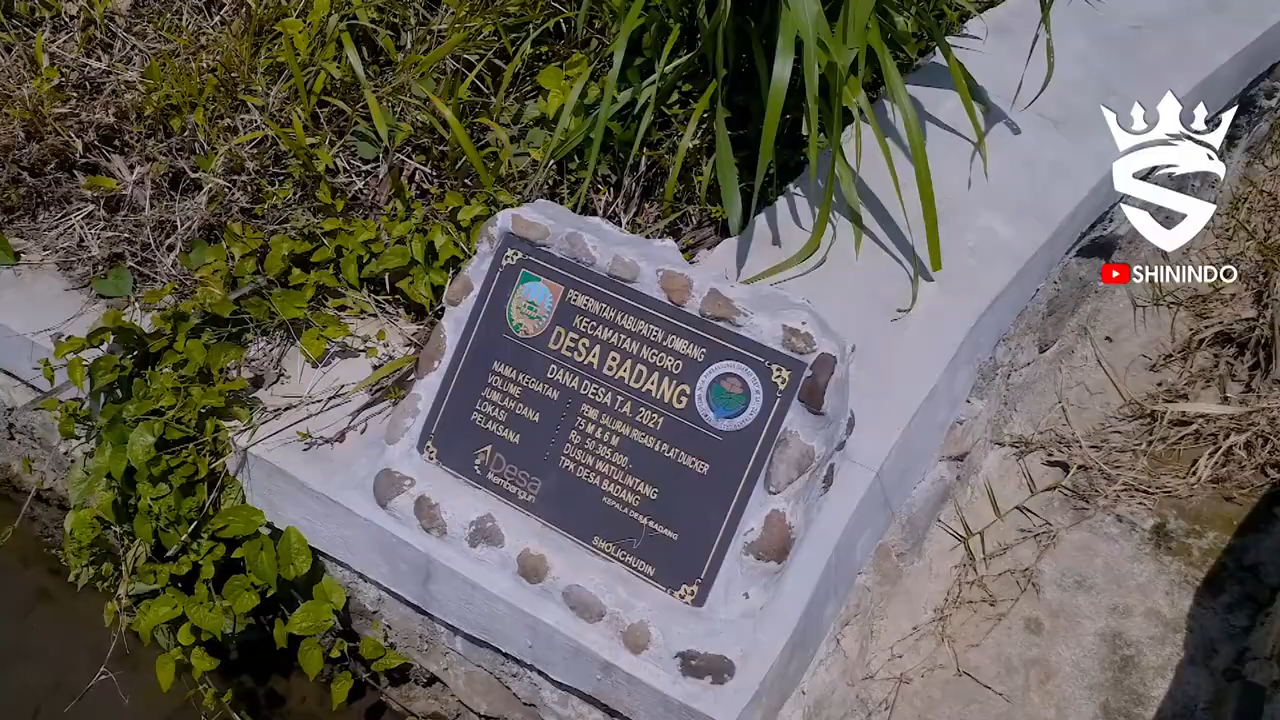 PEMERINTAH KABUPATEN JOMBANG
KECAMATAN NGORO
DESA BADANG
DANA DESA T.A. 2021
NAMA KEGIATAN : PEMB. SALURAN IRIGASI & PLAT DUICKER
VOLUME : 75 M & 6 M
JUMLAH DANA : Rp. 50.305.000,-
LOKASI : DUSUN WATULINTANG
PELAKSANA : TPK DESA BADANG
Desa
Membangun
KEPALA DESA BADANG
SHOLICHUDIN
SHININDO